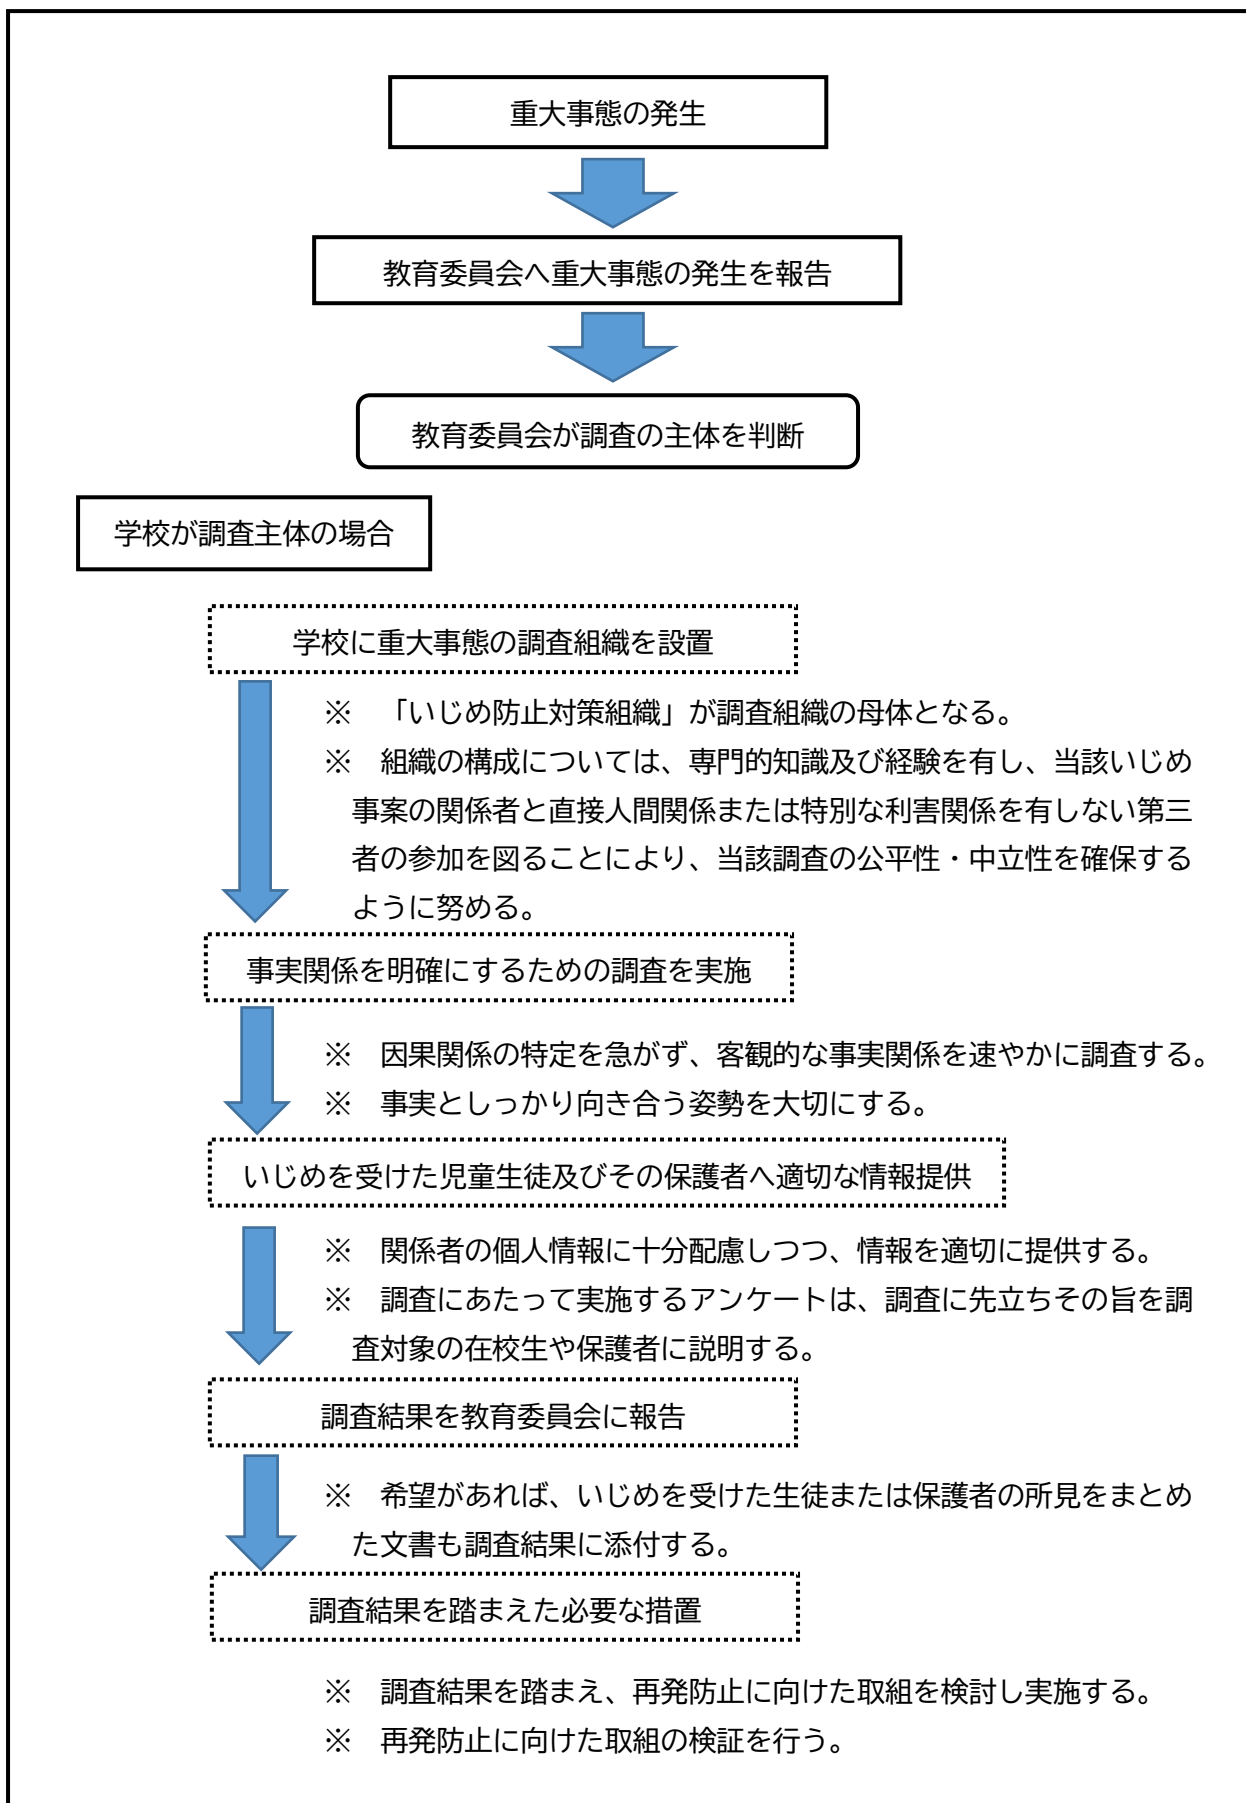 重大事態の発生
教育委員会へ重大事態の発生を報告
教育委員会が調査の主体を判断
学校が調査主体の場合
学校に重大事態の調査組織を設置
※　「いじめ防止対策組織」が調査組織の母体となる。
※　組織の構成については、専門的知識及び経験を有し、当該いじめ
事案の関係者と直接人間関係または特別な利害関係を有しない第三
者の参加を図ることにより、当該調査の公平性・中立性を確保する
ように努める。
事実関係を明確にするための調査を実施
※　因果関係の特定を急がず、客観的な事実関係を速やかに調査する。
※　事実としっかり向き合う姿勢を大切にする。
いじめを受けた児童生徒及びその保護者へ適切な情報提供
※　関係者の個人情報に十分配慮しつつ、情報を適切に提供する。
※　調査にあたって実施するアンケートは、調査に先立ちその旨を調
査対象の在校生や保護者に説明する。
調査結果を教育委員会に報告
※　希望があれば、いじめを受けた生徒または保護者の所見をまとめ
た文書も調査結果に添付する。
調査結果を踏まえた必要な措置
※　調査結果を踏まえ、再発防止に向けた取組を検討し実施する。
※　再発防止に向けた取組の検証を行う。